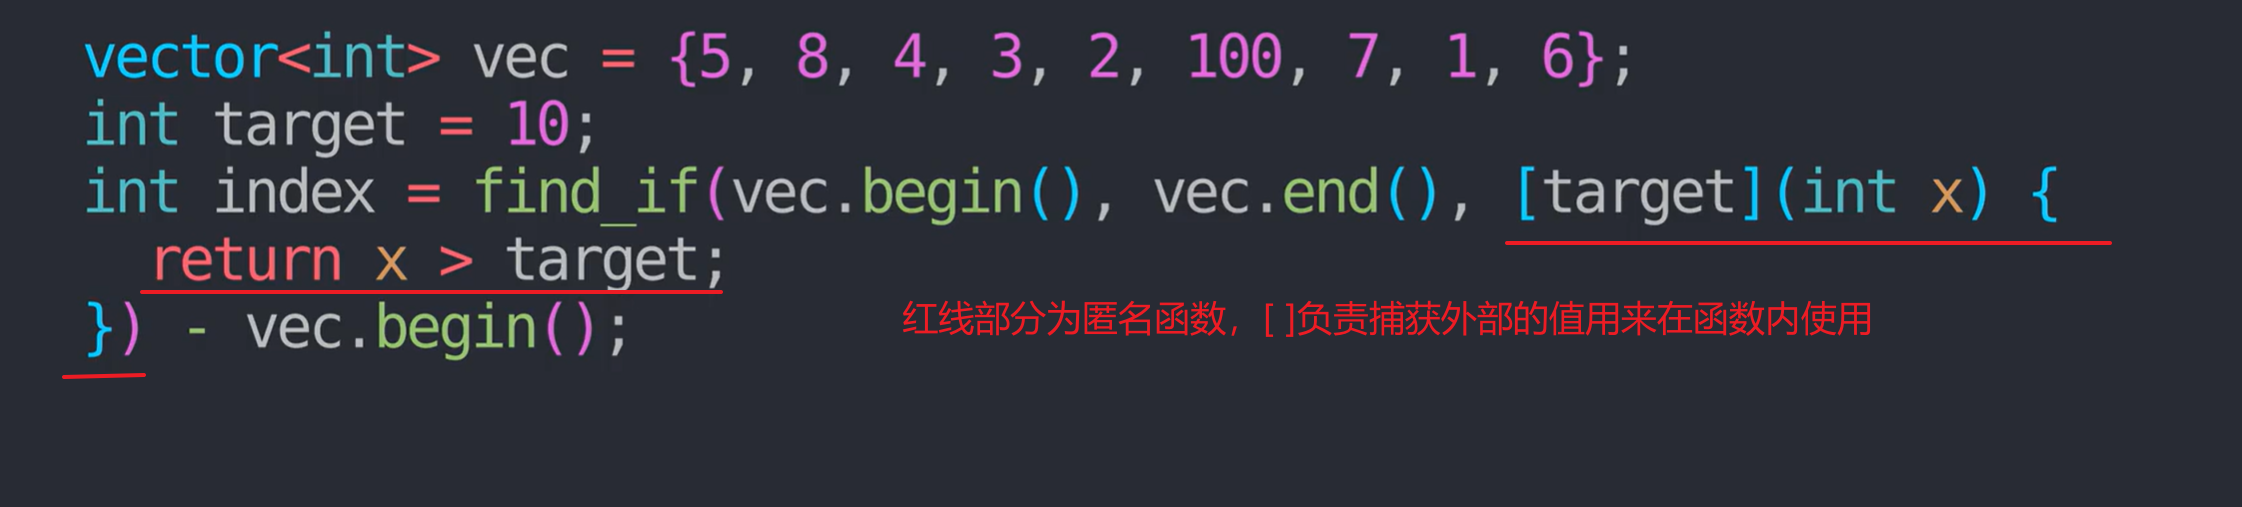 vector<int> vec = {5, 8, 4, 3, 2, 100, 7, 1, 6};
int target = 10;
int index = find_if(vec.begin(), vec.end(), [target](int x) {
return x > target;
}) - vec.begin();
红线部分为匿名函数，[ ]负责捕获外部的值用来在函数内使用